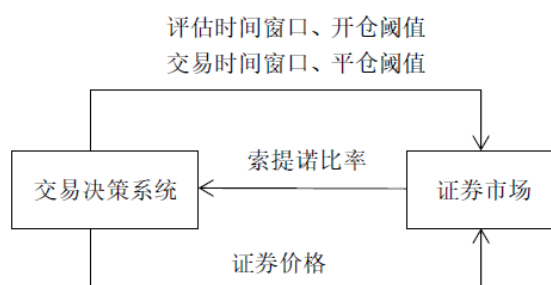 评估时间窗口、开仓阈值
交易时间窗口、平仓阈值
索提诺比率
交易决策系统
证券市场
证券价格